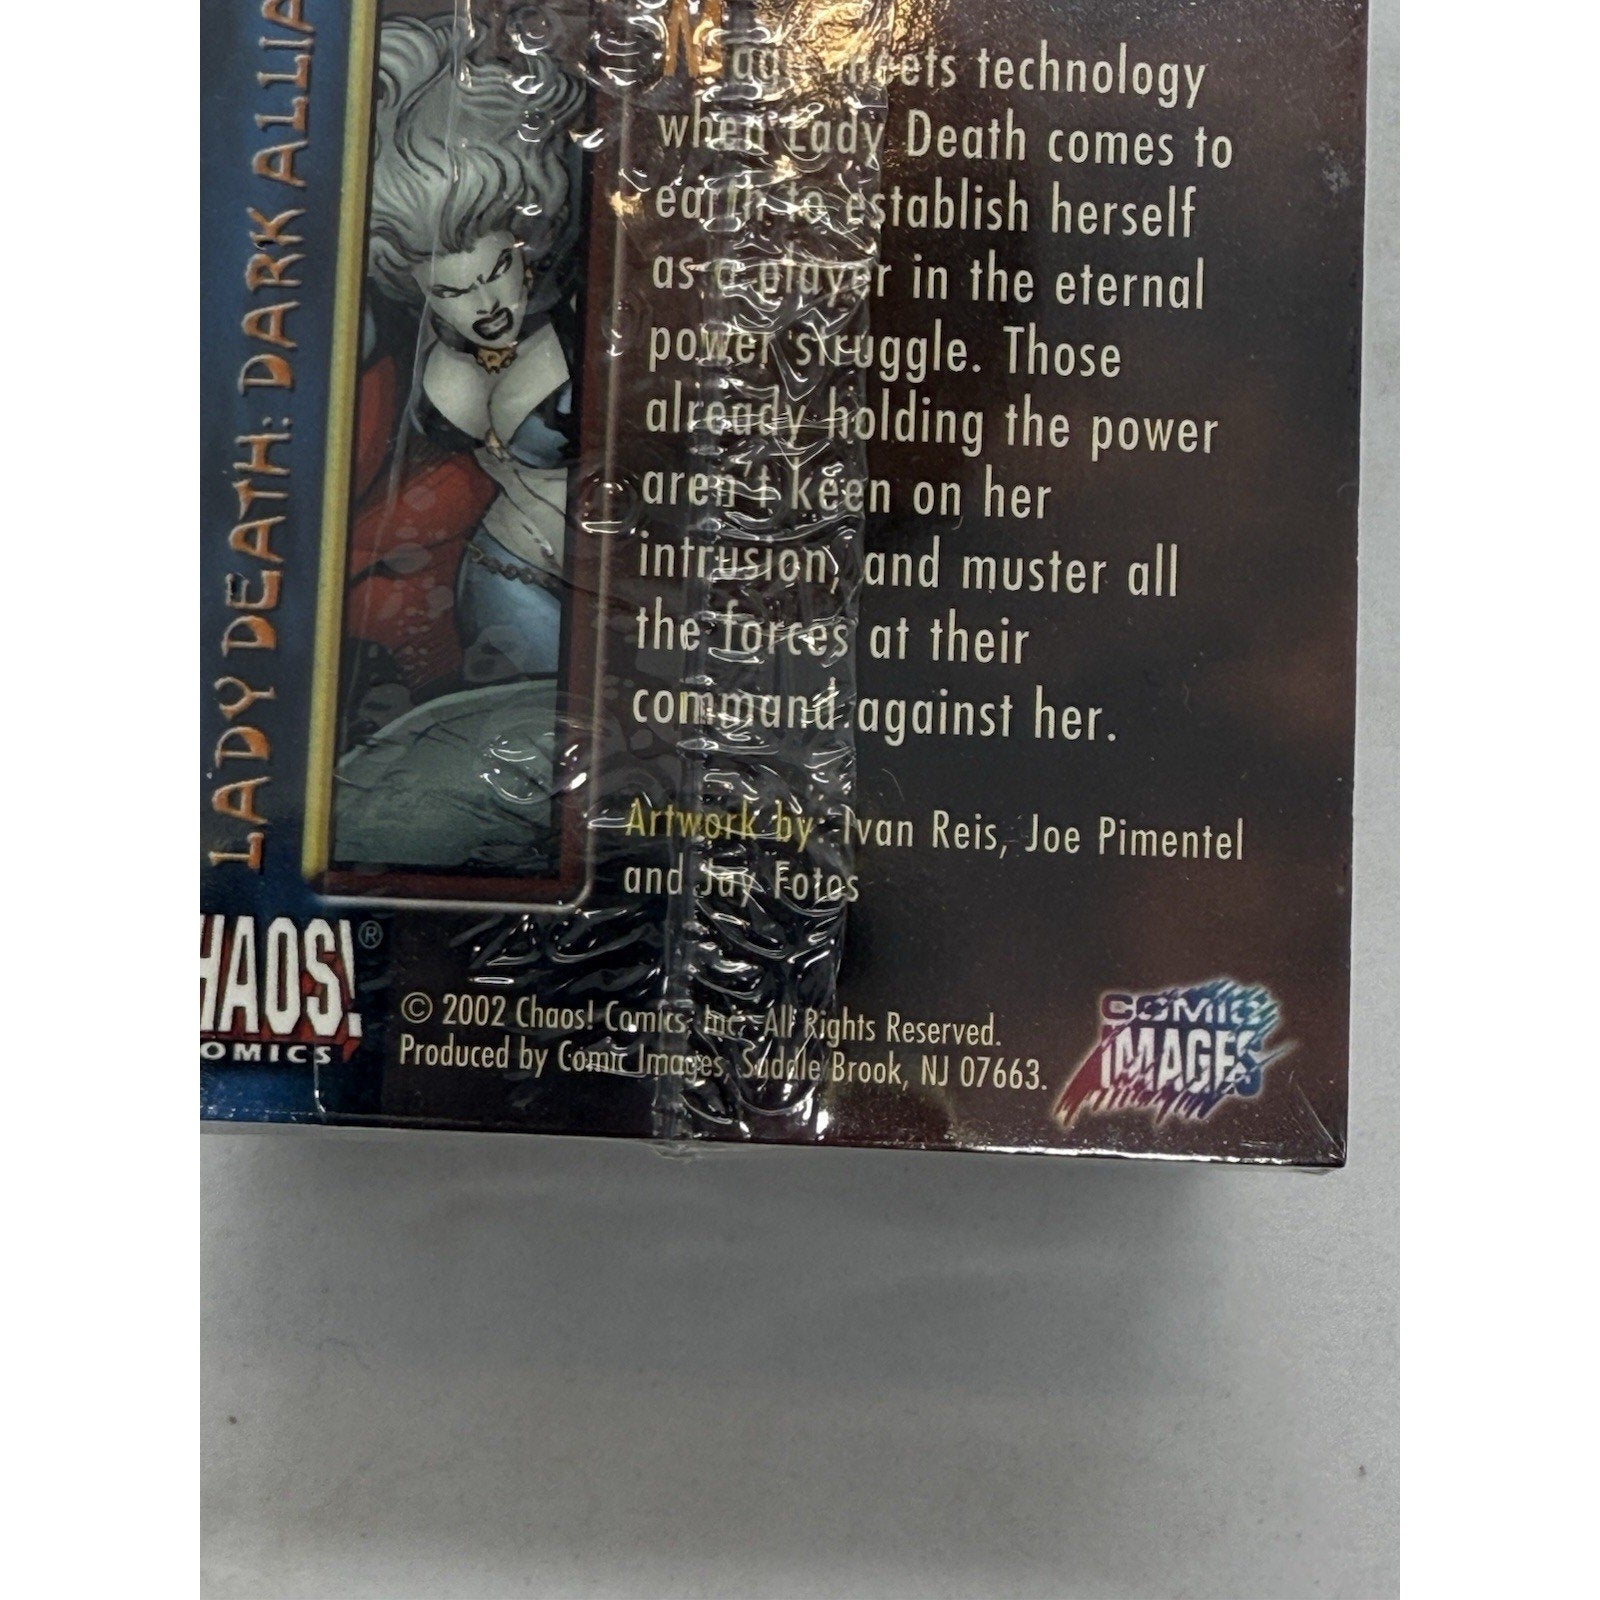 LADY DEATH: DARK ALLIA
Magic meets technology
when Lady Death comes to
earth to establish herself
as a player in the eternal
power struggle. Those
already holding the power
aren't keen on her
intrusion, and muster all
the forces at their
command against her.
Artwork by: Ivan Reis, Joe Pimentel
and Jay Fotos
HAOS!®
OMICS
© 2002 Chaos! Comics, Inc. All Rights Reserved.
Produced by Comic Images, Saddle Brook, NJ 07663.
COMIC
IMAGES